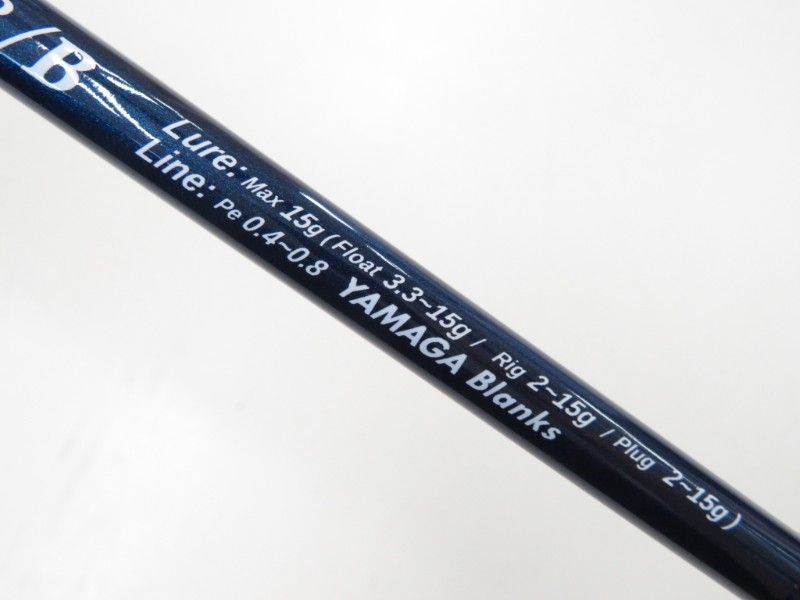 /B
Lure: Max 15g ( Float 3.3~15g / Rig 2~15g / Plug 2~15g )
Line: Pe 0.4~0.8 YAMAGA Blanks